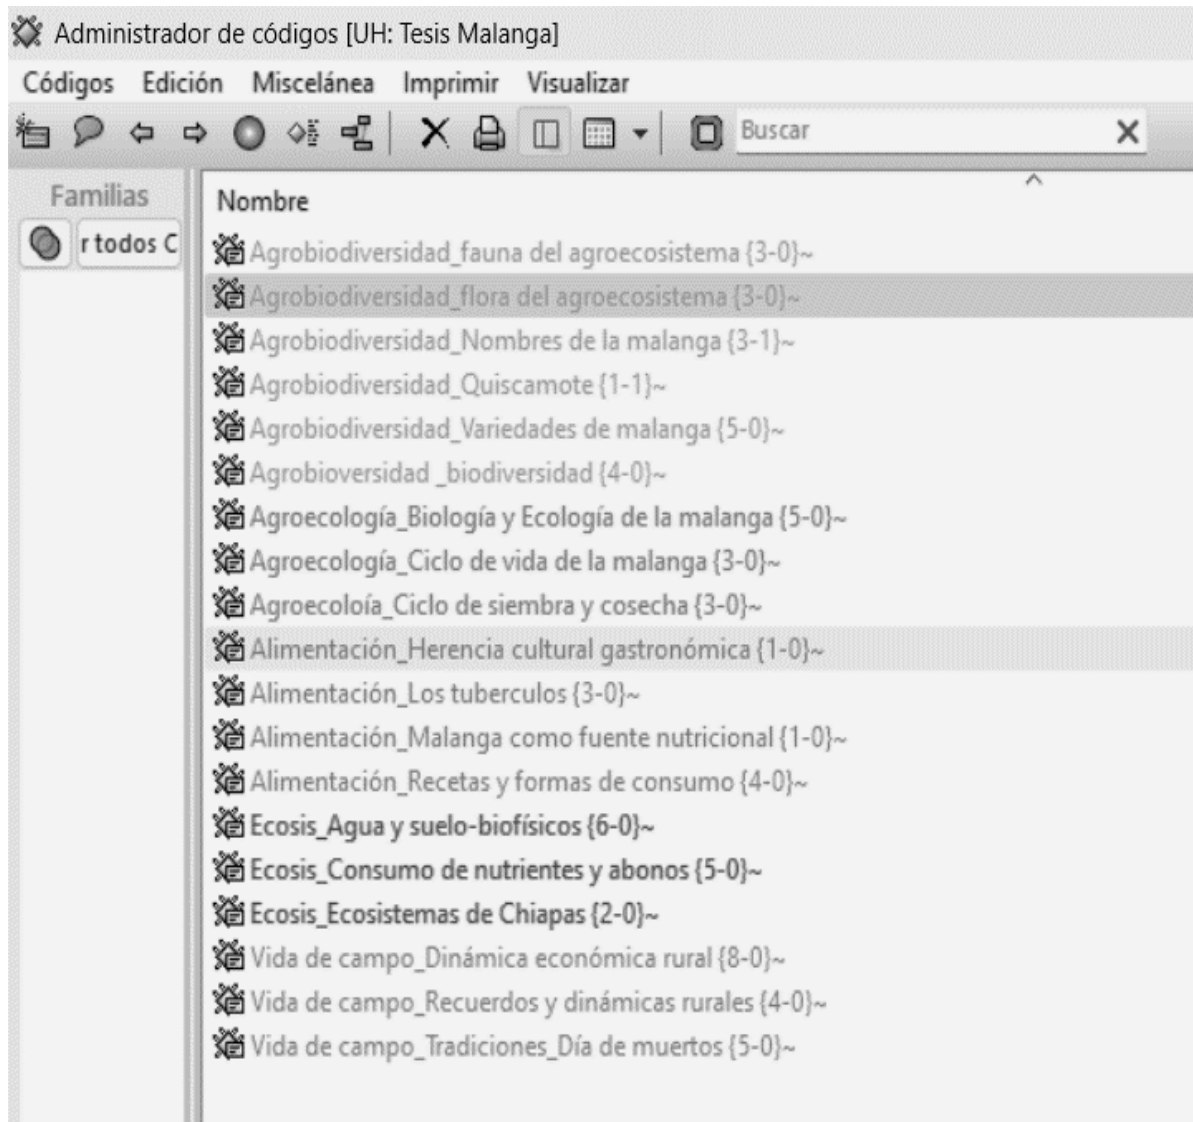 Administrador de códigos [UH: Tesis Malanga]
Códigos Edición Miscelánea Imprimir Visualizar
Buscar
Familias
r todos C
Nombre
Agrobiodiversidad_fauna del agroecosistema {3-0}~
Agrobiodiversidad_flora del agroecosistema {3-0}~
Agrobiodiversidad_Nombres de la malanga {3-1}~
Agrobiodiversidad_Quiscamote {1-1}~
Agrobiodiversidad_Variedades de malanga {5-0}~
Agrobioversidad _biodiversidad {4-0}~
Agroecología_Biología y Ecología de la malanga {5-0}~
Agroecología_Ciclo de vida de la malanga {3-0}~
Agroecoloía_Ciclo de siembra y cosecha {3-0}~
Alimentación_Herencia cultural gastronómica {1-0}~
Alimentación_Los tuberculos {3-0}~
Alimentación_Malanga como fuente nutricional {1-0}~
Alimentación_Recetas y formas de consumo {4-0}~
Ecosis_Agua y suelo-biofísicos {6-0}~
Ecosis_Consumo de nutrientes y abonos {5-0}~
Ecosis_Ecosistemas de Chiapas {2-0}~
Vida de campo_Dinámica económica rural {8-0}~
Vida de campo_Recuerdos y dinámicas rurales {4-0}~
Vida de campo_Tradiciones_Día de muertos {5-0}~